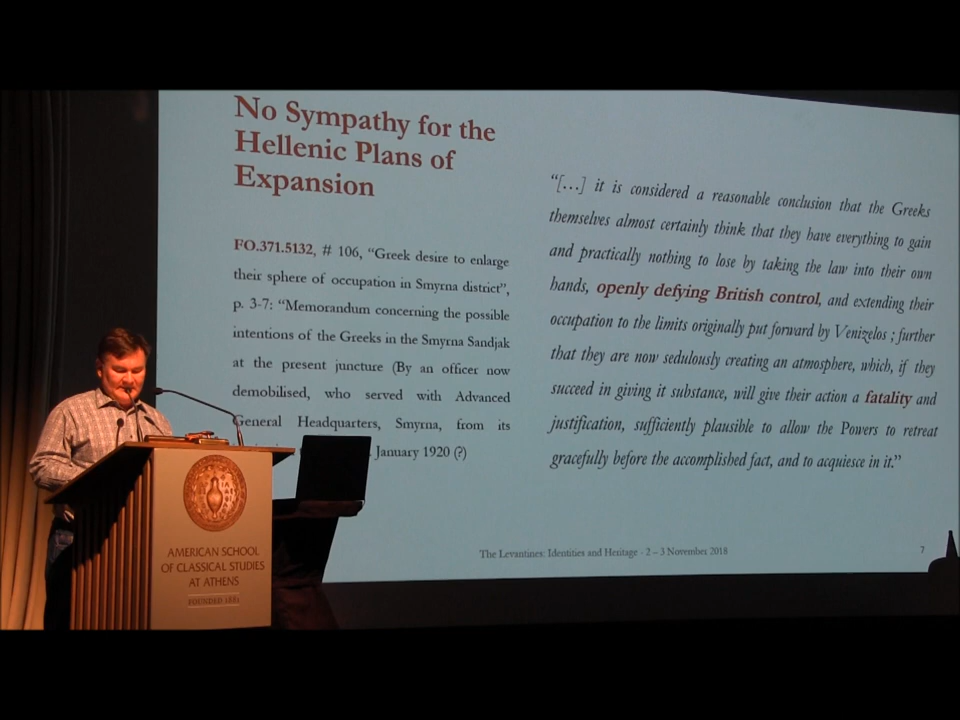 No Sympathy for the
Hellenic Plans of
Expansion
FO.371.5132, # 106, “Greek desire to enlarge
their sphere of occupation in Smyrna district”,
p. 3-7: “Memorandum concerning the possible
intentions of the Greeks in the Smyrna Sandjak
at the present juncture (By an officer now
demobilised, who served with Advanced
General Headquarters, Smyrna, from its
January 1920 (?)
“[…] it is considered a reasonable conclusion that the Greeks
themselves almost certainly think that they have everything to gain
and practically nothing to lose by taking the law into their own
hands, openly defying British control, and extending their
occupation to the limits originally put forward by Venizelos ; further
that they are now sedulously creating an atmosphere, which, if they
succeed in giving it substance, will give their action a fatality and
justification, sufficiently plausible to allow the Powers to retreat
gracefully before the accomplished fact, and to acquiesce in it.”
The Levantines: Identities and Heritage - 2 – 3 November 2018
7
AMERICAN SCHOOL
OF CLASSICAL STUDIES
AT ATHENS
FOUNDED 1881